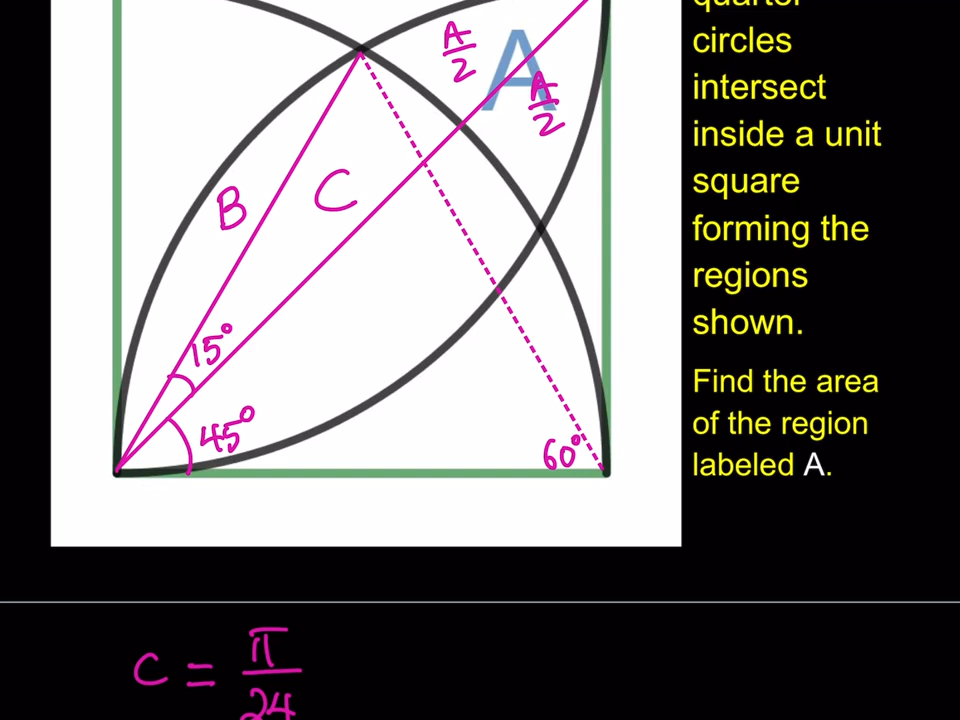 quarter
circles
intersect
inside a unit
square
forming the
regions
shown.
Find the area
of the region
labeled A.
A
A/2
A/2
B
C
15°
45°
60°
C = π/24